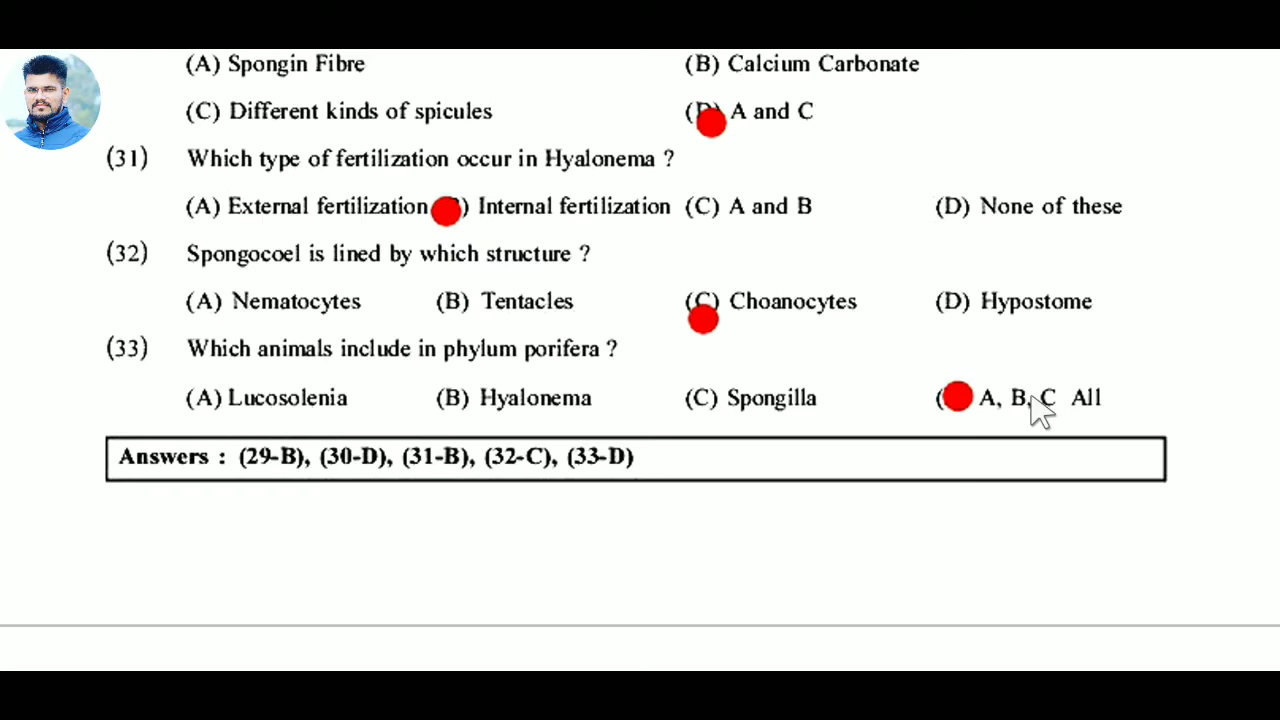 (A) Spongin Fibre (B) Calcium Carbonate
(C) Different kinds of spicules (D) A and C
(31) Which type of fertilization occur in Hyalonema ?
(A) External fertilization ) Internal fertilization (C) A and B (D) None of these
(32) Spongocoel is lined by which structure ?
(A) Nematocytes (B) Tentacles (C) Choanocytes (D) Hypostome
(33) Which animals include in phylum porifera ?
(A) Lucosolenia (B) Hyalonema (C) Spongilla ( A, B, C All
Answers : (29-B), (30-D), (31-B), (32-C), (33-D)